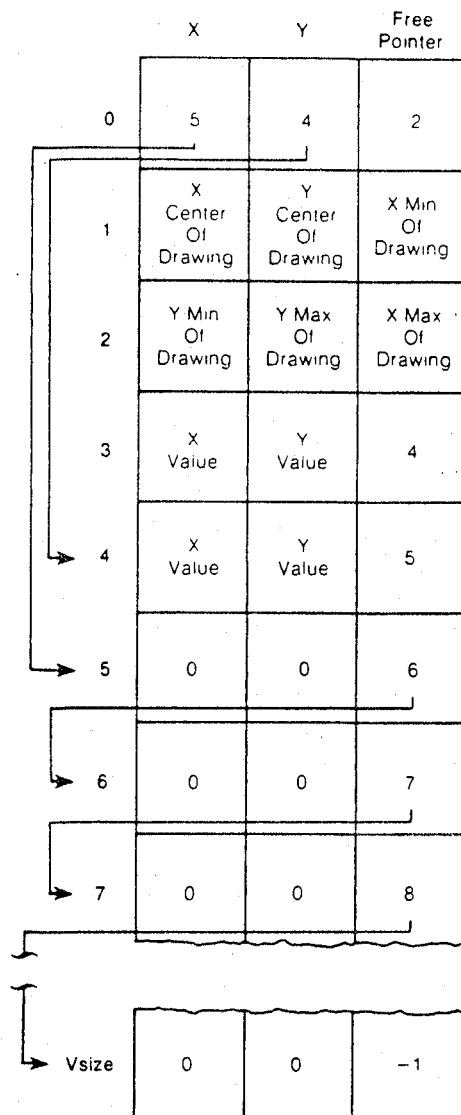 X Y Free
Pointer
0 5 4 2
1 X Center Of Drawing Y Center Of Drawing X Min Of Drawing
2 Y Min Of Drawing Y Max Of Drawing X Max Of Drawing
3 X Value Y Value 4
4 X Value Y Value 5
5 0 0 6
6 0 0 7
7 0 0 8
Vsize 0 0 -1